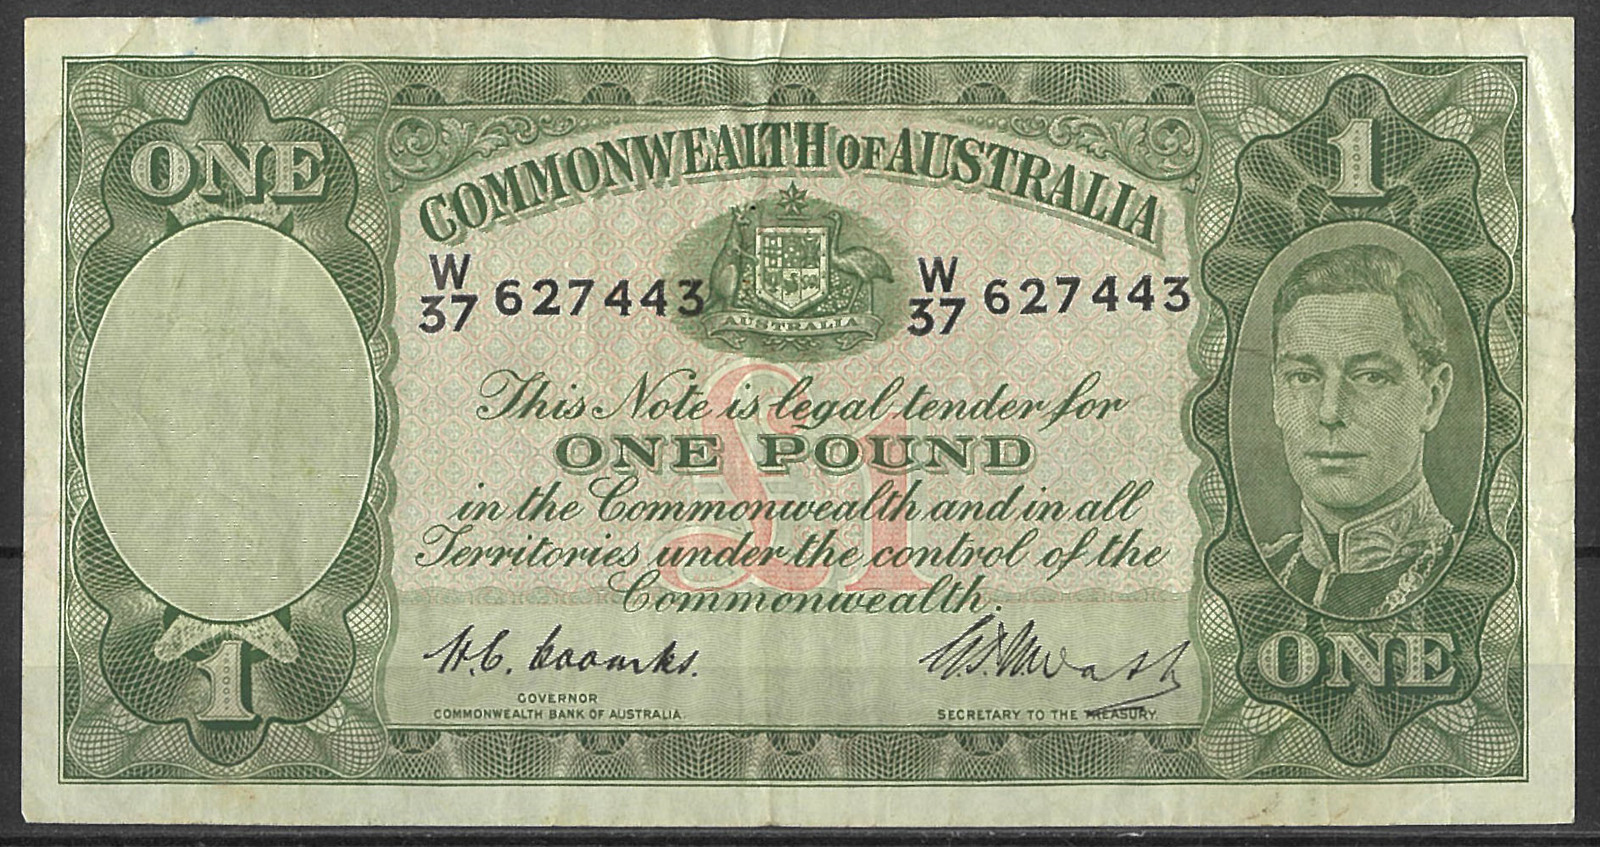 ONE
1
COMMONWEALTH OF AUSTRALIA
W
37 627443
W
37 627443
AUSTRALIA
£1
This Note is legal tender for
ONE POUND
in the Commonwealth and in all
Territories under the control of the
Commonwealth.
H.C. Coombs.
GOVERNOR
COMMONWEALTH BANK OF AUSTRALIA.
SECRETARY TO THE TREASURY.
ONE
1